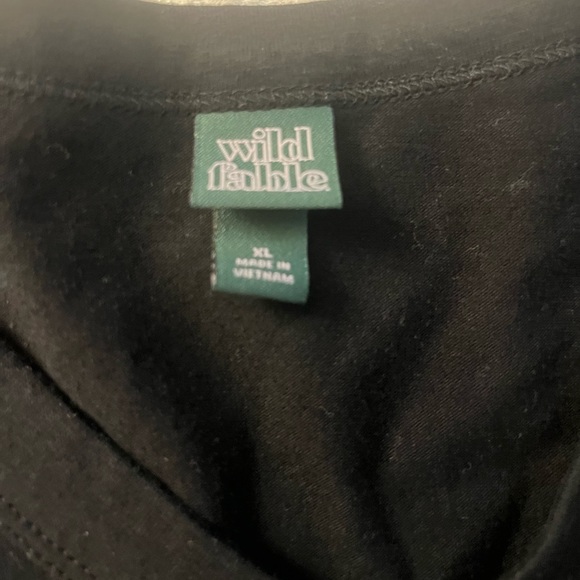 wild
fable.
XL
MADE IN
VIETNAM